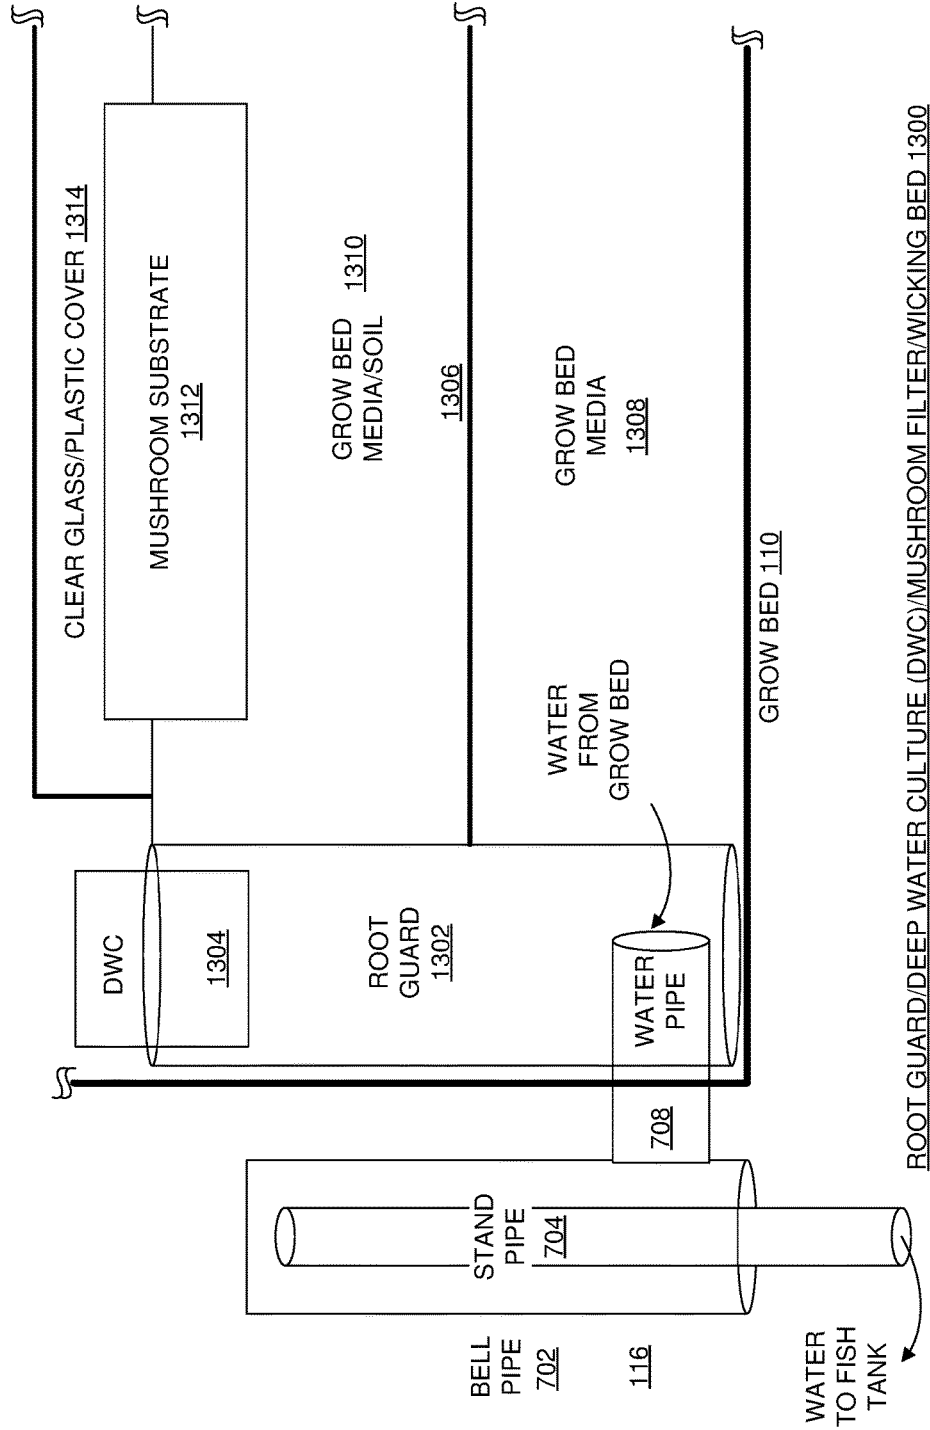 CLEAR GLASS/PLASTIC COVER 1314
DWC
1304
MUSHROOM SUBSTRATE
1312
ROOT
GUARD
1302
GROW BED
MEDIA/SOIL
1310
1306
BELL
PIPE
702
116
STAND
PIPE
704
708
WATER
PIPE
WATER
FROM
GROW BED
GROW BED
MEDIA
1308
GROW BED 110
WATER
TO FISH
TANK
ROOT GUARD/DEEP WATER CULTURE (DWC)/MUSHROOM FILTER/WICKING BED 1300